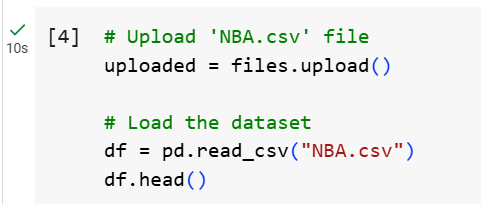 [4] # Upload 'NBA.csv' file
10s
uploaded = files.upload()
# Load the dataset
df = pd.read_csv("NBA.csv")
df.head()